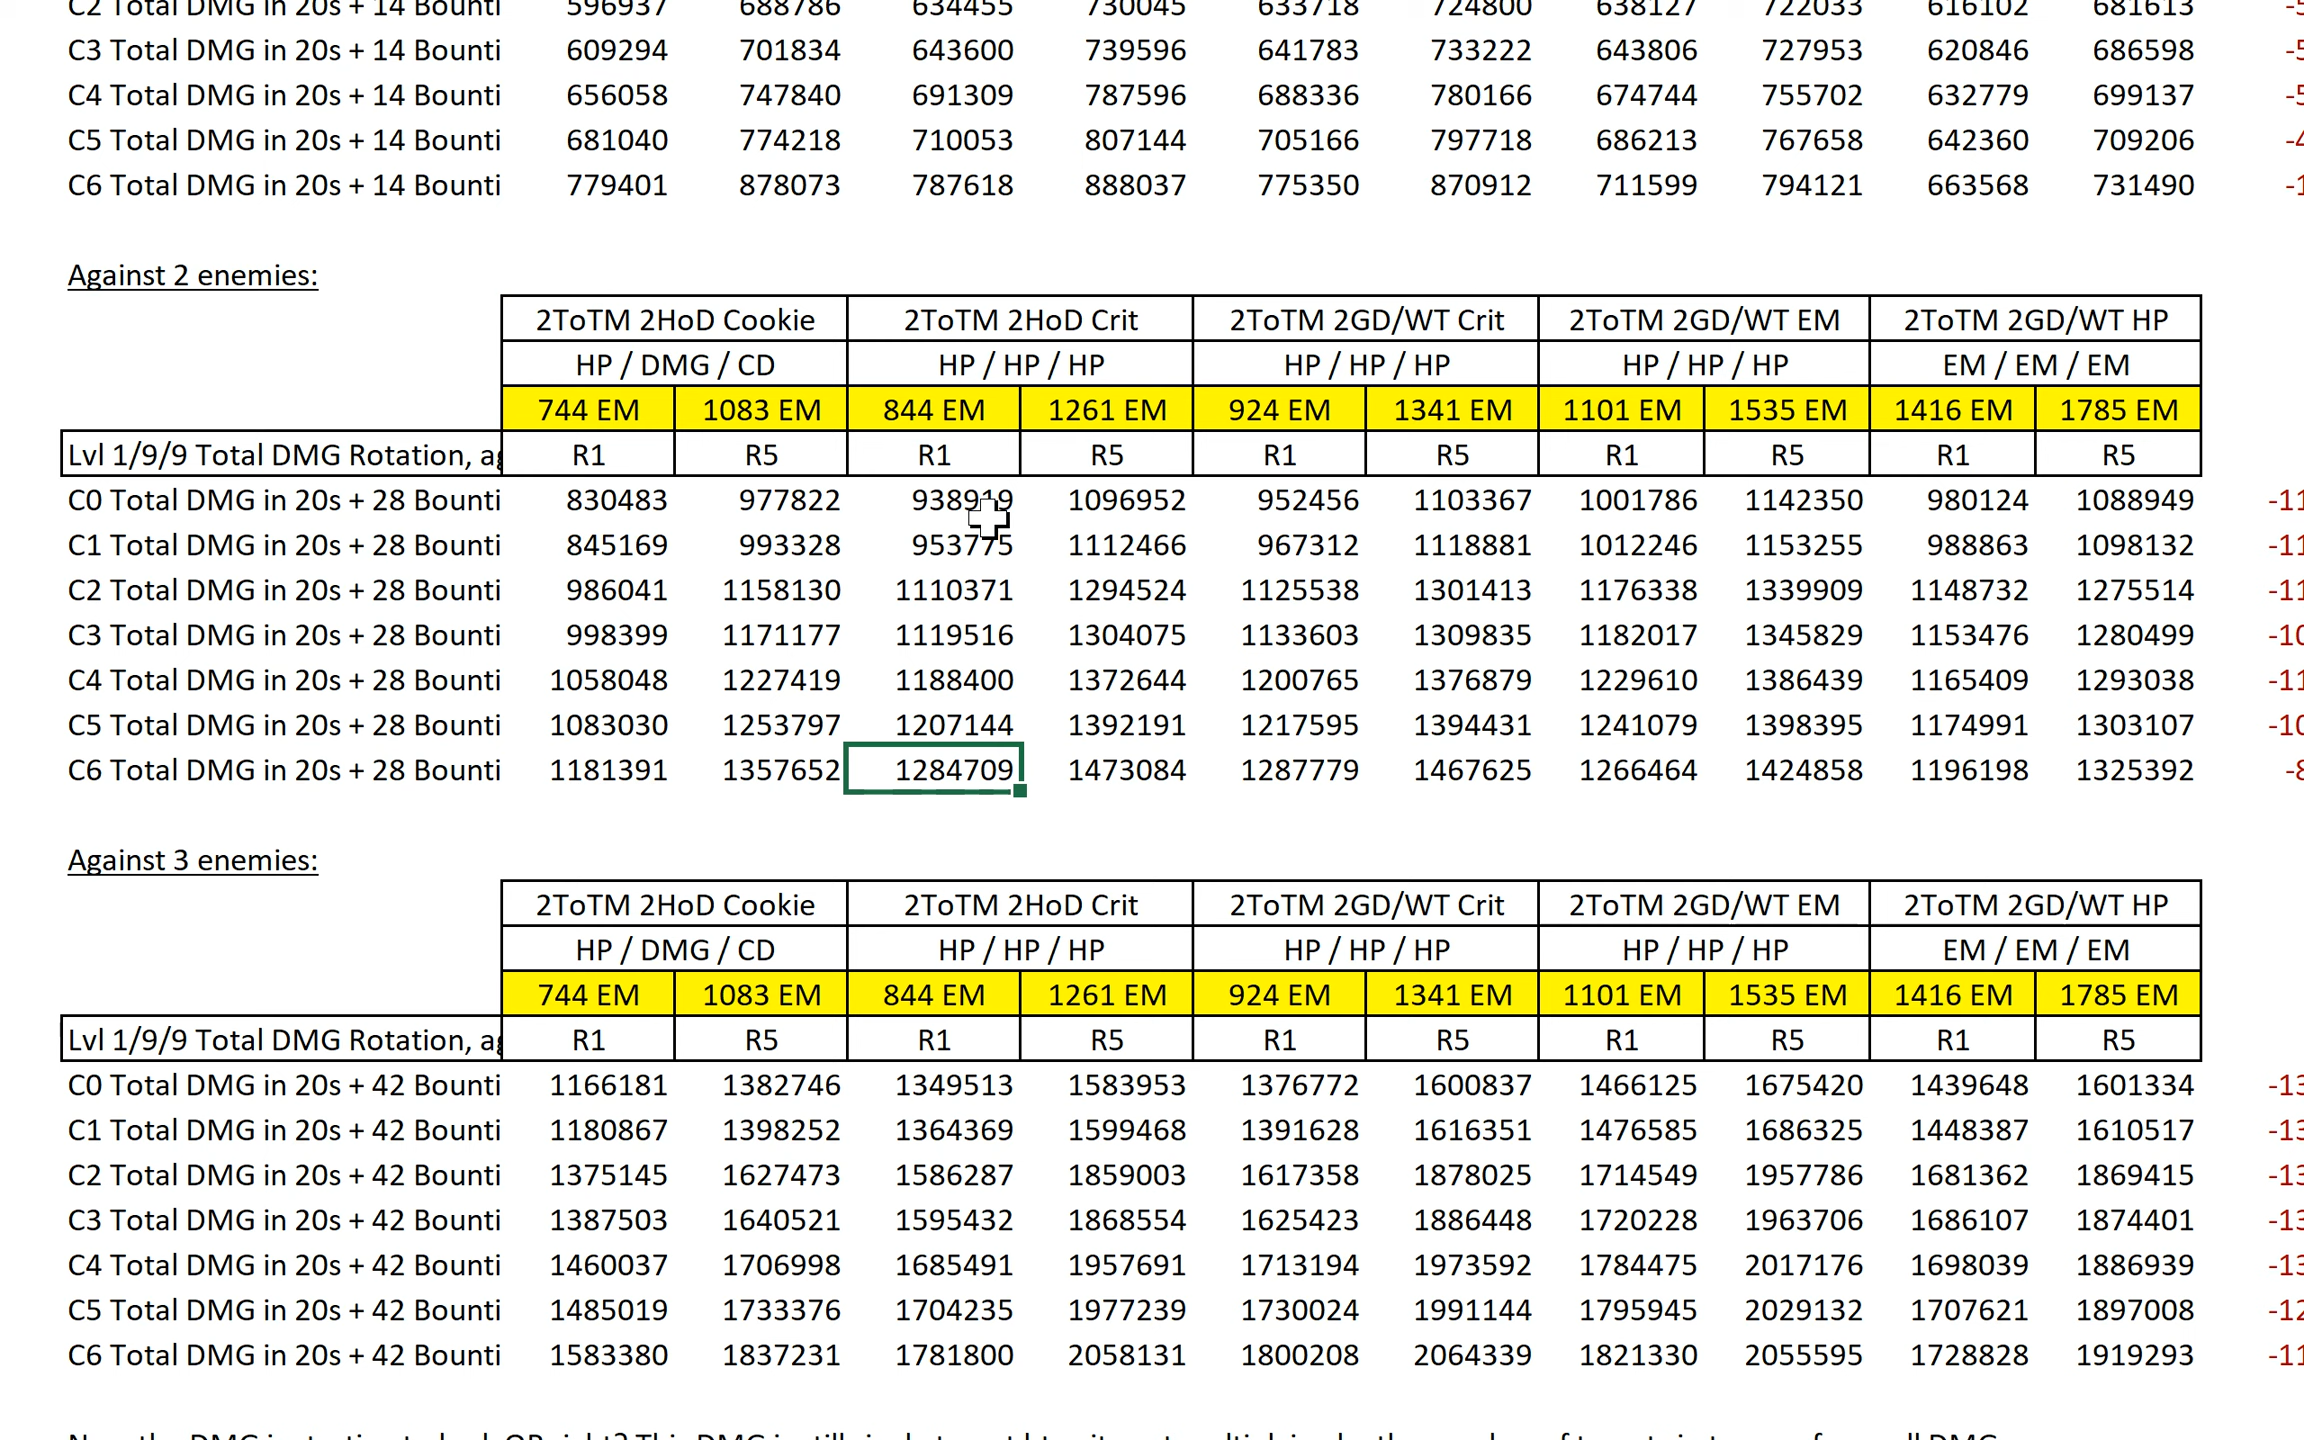 C2 Total DMG in 20s + 14 Bounti 596937 688786 634455 730045 633718 724800 638127 722033 616102 681613 -5
C3 Total DMG in 20s + 14 Bounti 609294 701834 643600 739596 641783 733222 643806 727953 620846 686598 -5
C4 Total DMG in 20s + 14 Bounti 656058 747840 691309 787596 688336 780166 674744 755702 632779 699137 -5
C5 Total DMG in 20s + 14 Bounti 681040 774218 710053 807144 705166 797718 686213 767658 642360 709206 -4
C6 Total DMG in 20s + 14 Bounti 779401 878073 787618 888037 775350 870912 711599 794121 663568 731490 -1
Against 2 enemies:
2ToTM 2HoD Cookie 2ToTM 2HoD Crit 2ToTM 2GD/WT Crit 2ToTM 2GD/WT EM 2ToTM 2GD/WT HP
HP / DMG / CD HP / HP / HP HP / HP / HP HP / HP / HP EM / EM / EM
744 EM 1083 EM 844 EM 1261 EM 924 EM 1341 EM 1101 EM 1535 EM 1416 EM 1785 EM
Lvl 1/9/9 Total DMG Rotation, ag R1 R5 R1 R5 R1 R5 R1 R5 R1 R5
C0 Total DMG in 20s + 28 Bounti 830483 977822 938919 1096952 952456 1103367 1001786 1142350 980124 1088949 -11
C1 Total DMG in 20s + 28 Bounti 845169 993328 953775 1112466 967312 1118881 1012246 1153255 988863 1098132 -11
C2 Total DMG in 20s + 28 Bounti 986041 1158130 1110371 1294524 1125538 1301413 1176338 1339909 1148732 1275514 -11
C3 Total DMG in 20s + 28 Bounti 998399 1171177 1119516 1304075 1133603 1309835 1182017 1345829 1153476 1280499 -10
C4 Total DMG in 20s + 28 Bounti 1058048 1227419 1188400 1372644 1200765 1376879 1229610 1386439 1165409 1293038 -11
C5 Total DMG in 20s + 28 Bounti 1083030 1253797 1207144 1392191 1217595 1394431 1241079 1398395 1174991 1303107 -10
C6 Total DMG in 20s + 28 Bounti 1181391 1357652 1284709 1473084 1287779 1467625 1266464 1424858 1196198 1325392 -8
Against 3 enemies:
2ToTM 2HoD Cookie 2ToTM 2HoD Crit 2ToTM 2GD/WT Crit 2ToTM 2GD/WT EM 2ToTM 2GD/WT HP
HP / DMG / CD HP / HP / HP HP / HP / HP HP / HP / HP EM / EM / EM
744 EM 1083 EM 844 EM 1261 EM 924 EM 1341 EM 1101 EM 1535 EM 1416 EM 1785 EM
Lvl 1/9/9 Total DMG Rotation, ag R1 R5 R1 R5 R1 R5 R1 R5 R1 R5
C0 Total DMG in 20s + 42 Bounti 1166181 1382746 1349513 1583953 1376772 1600837 1466125 1675420 1439648 1601334 -13
C1 Total DMG in 20s + 42 Bounti 1180867 1398252 1364369 1599468 1391628 1616351 1476585 1686325 1448387 1610517 -13
C2 Total DMG in 20s + 42 Bounti 1375145 1627473 1586287 1859003 1617358 1878025 1714549 1957786 1681362 1869415 -13
C3 Total DMG in 20s + 42 Bounti 1387503 1640521 1595432 1868554 1625423 1886448 1720228 1963706 1686107 1874401 -13
C4 Total DMG in 20s + 42 Bounti 1460037 1706998 1685491 1957691 1713194 1973592 1784475 2017176 1698039 1886939 -13
C5 Total DMG in 20s + 42 Bounti 1485019 1733376 1704235 1977239 1730024 1991144 1795945 2029132 1707621 1897008 -12
C6 Total DMG in 20s + 42 Bounti 1583380 1837231 1781800 2058131 1800208 2064339 1821330 2055595 1728828 1919293 -11